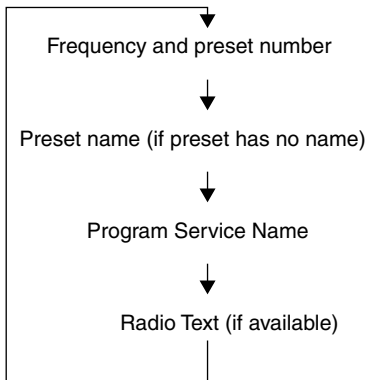 Frequency and preset number
Preset name (if preset has no name)
Program Service Name
Radio Text (if available)